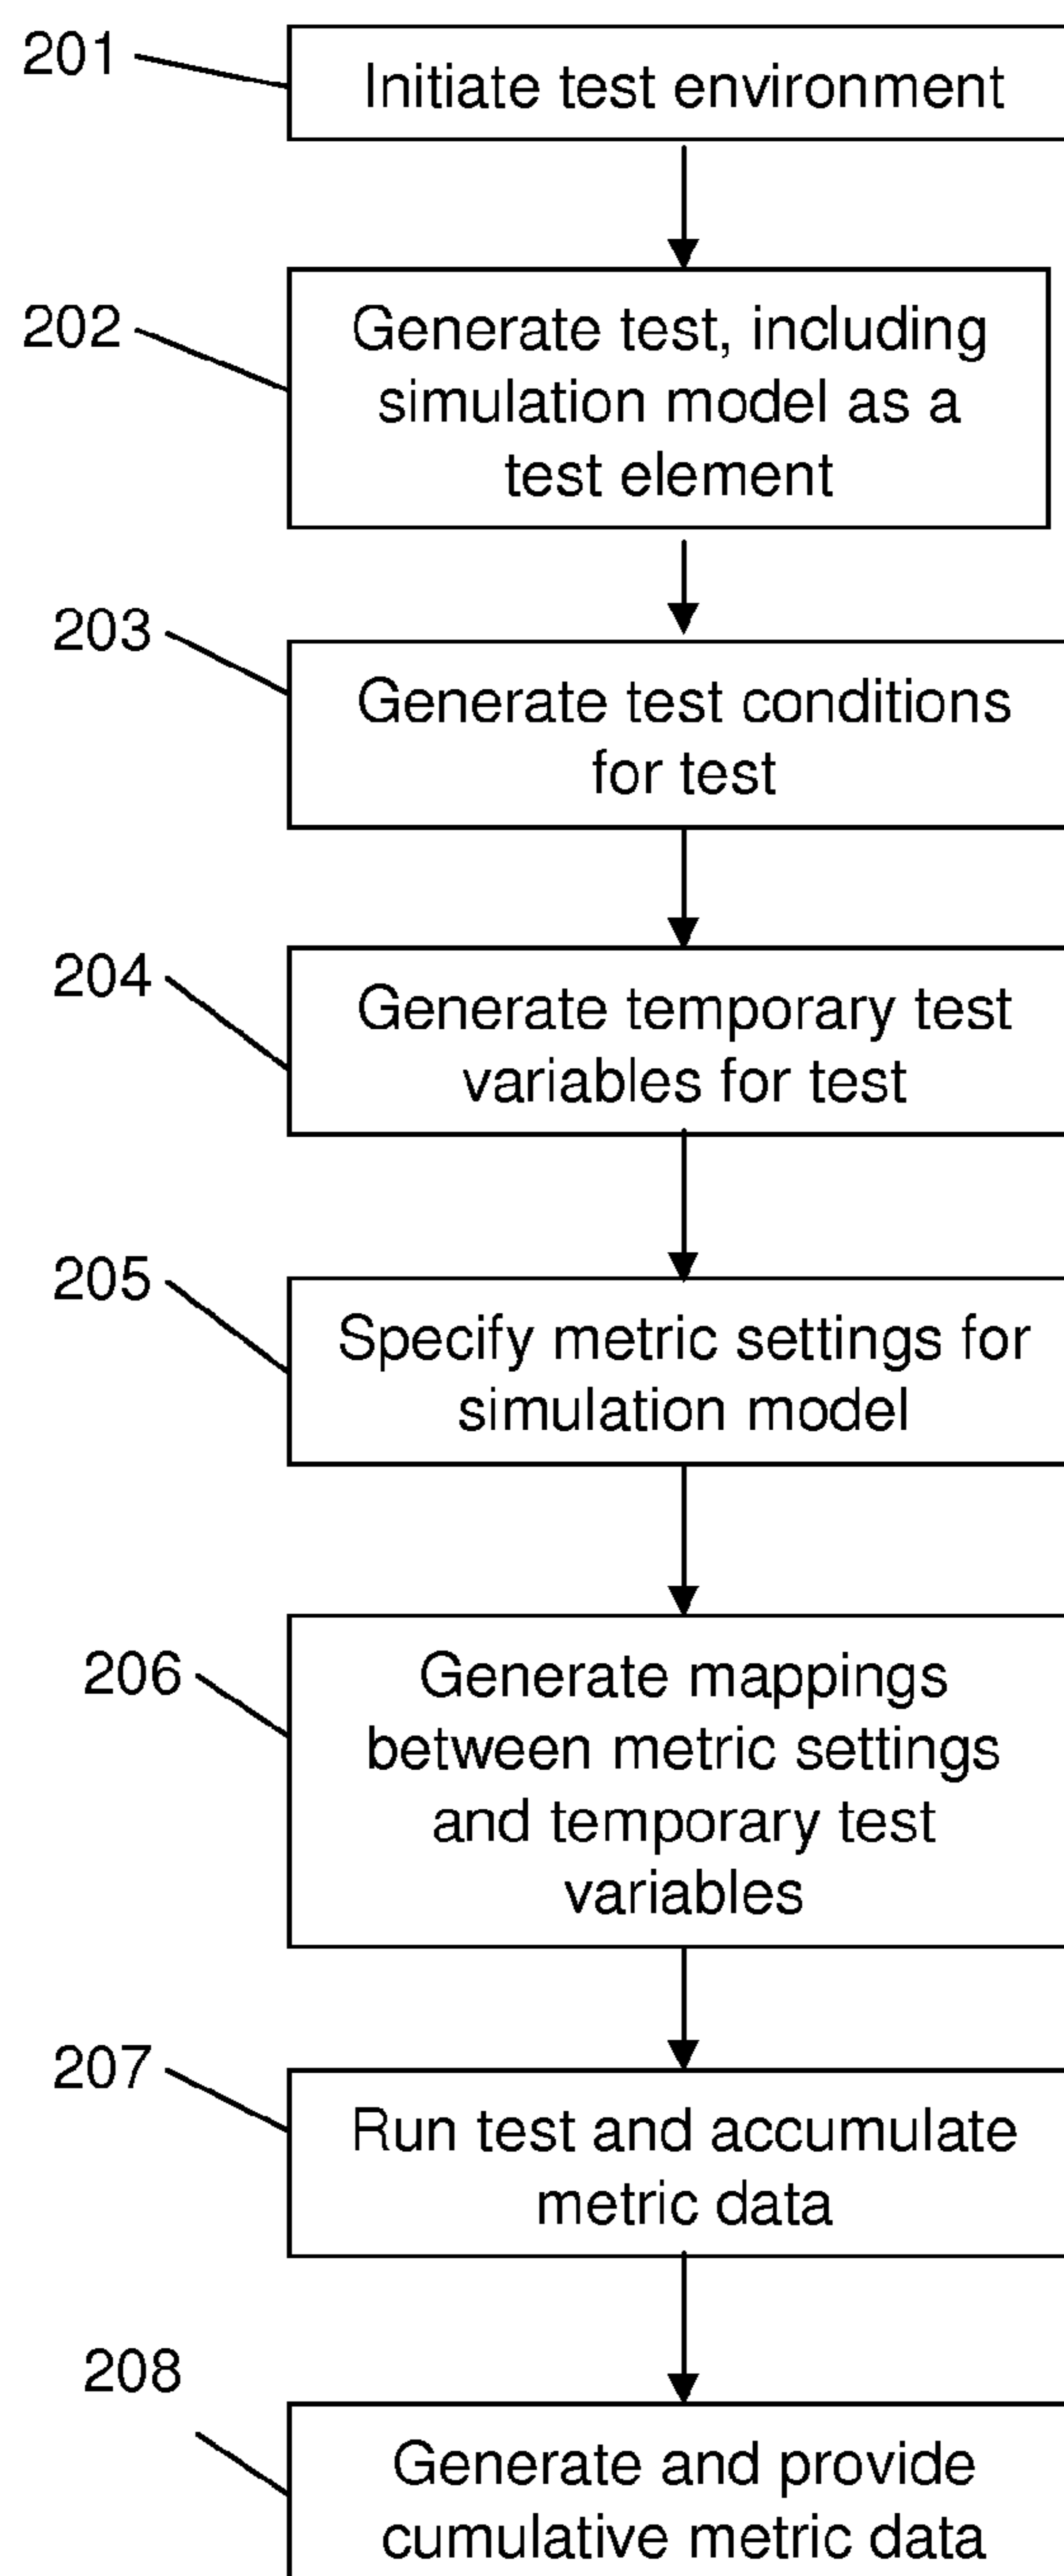 201
Initiate test environment
202
Generate test, including
simulation model as a
test element
203
Generate test conditions
for test
204
Generate temporary test
variables for test
205
Specify metric settings for
simulation model
206
Generate mappings
between metric settings
and temporary test
variables
207
Run test and accumulate
metric data
208
Generate and provide
cumulative metric data